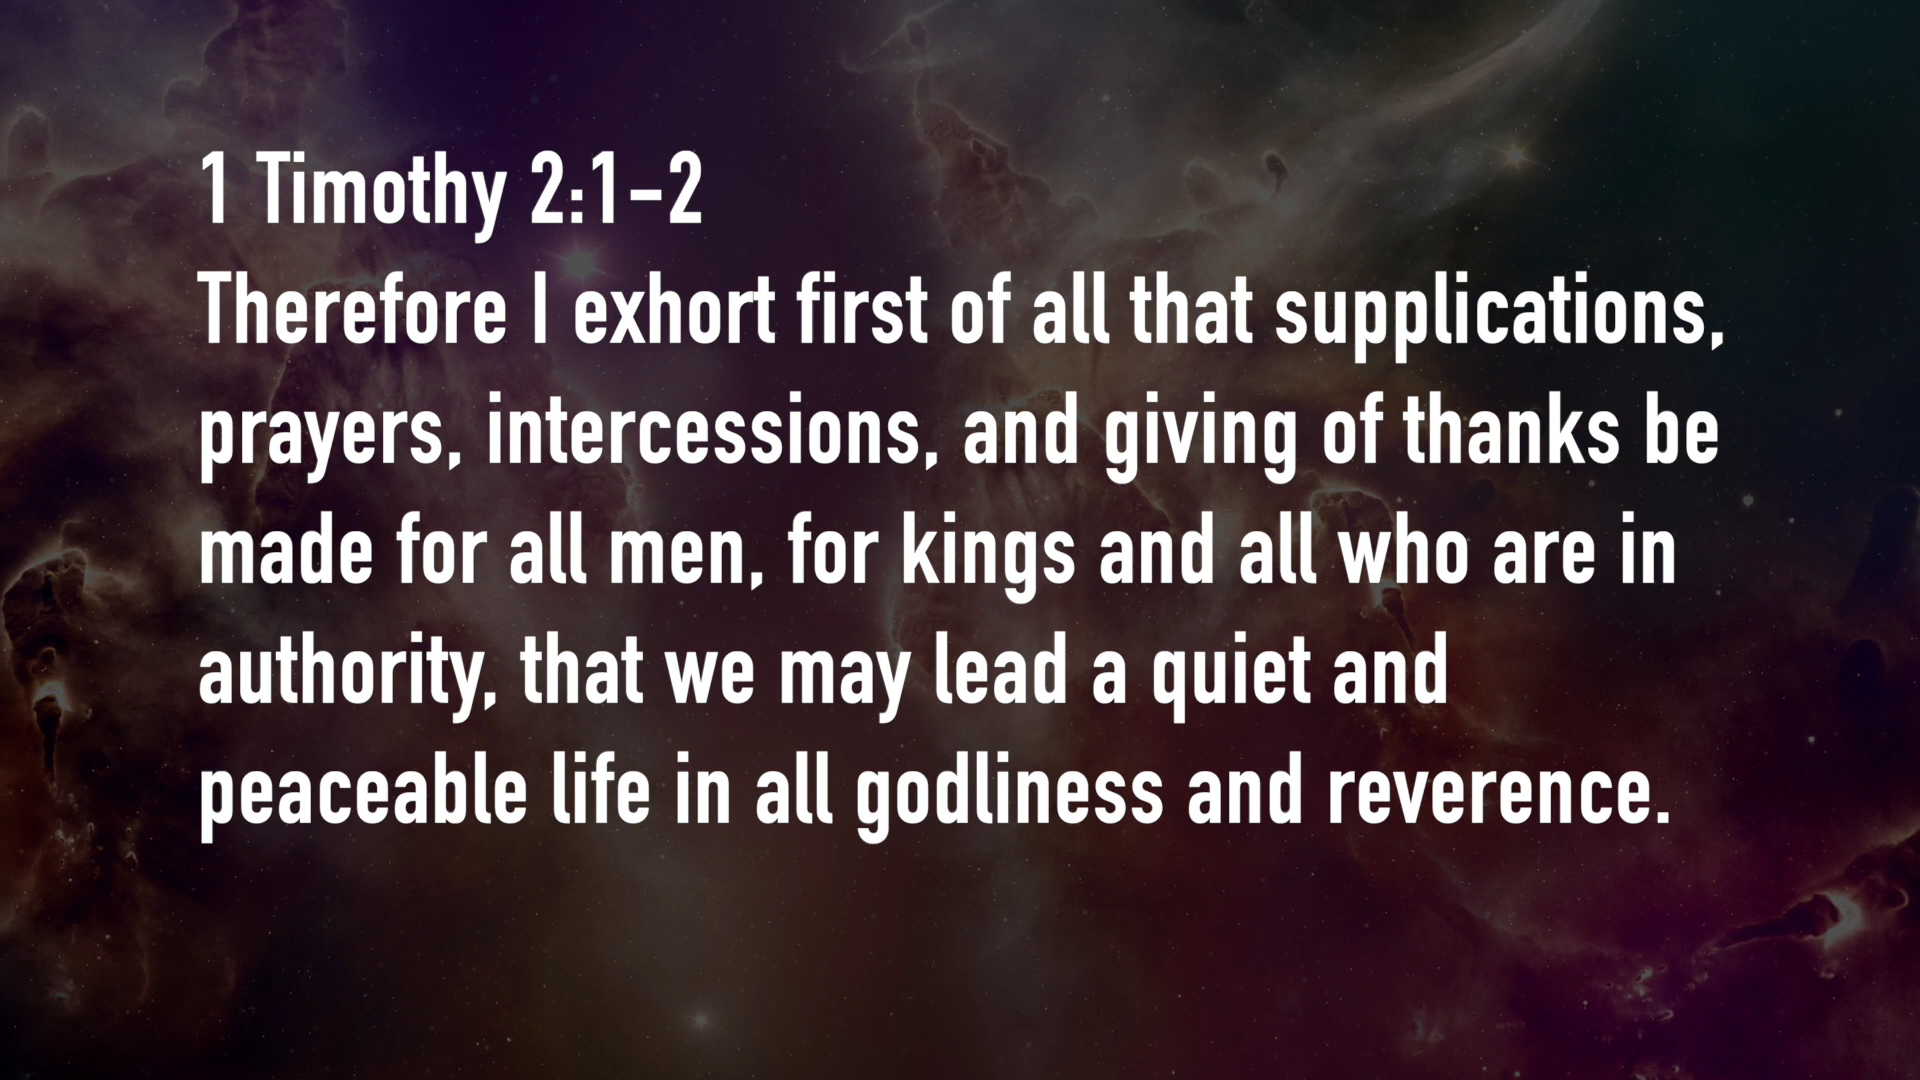 1 Timothy 2:1-2
Therefore I exhort first of all that supplications,
prayers, intercessions, and giving of thanks be
made for all men, for kings and all who are in
authority, that we may lead a quiet and
peaceable life in all godliness and reverence.